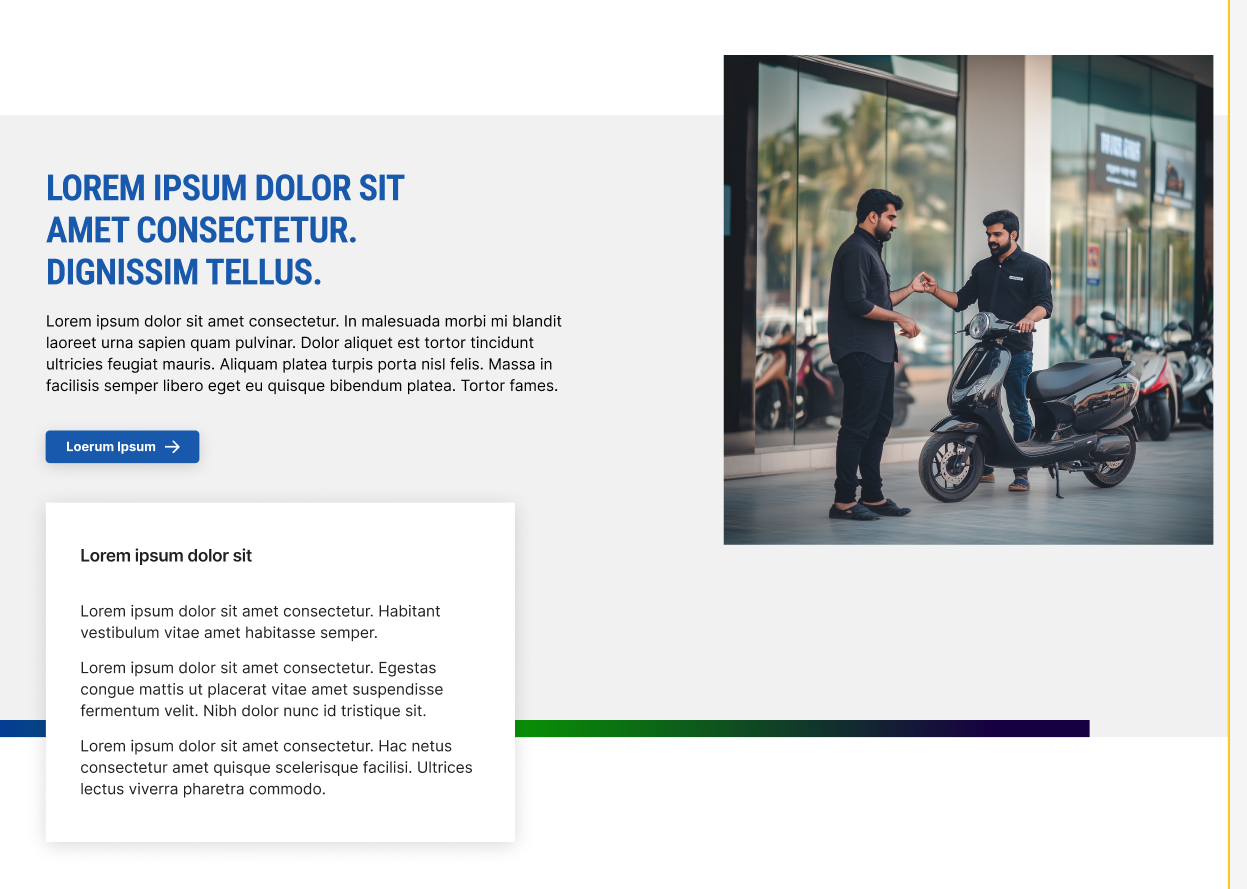 LOREM IPSUM DOLOR SIT
AMET CONSECTETUR.
DIGNISSIM TELLUS.
Lorem ipsum dolor sit amet consectetur. In malesuada morbi mi blandit
laoreet urna sapien quam pulvinar. Dolor aliquet est tortor tincidunt
ultricies feugiat mauris. Aliquam platea turpis porta nisl felis. Massa in
facilisis semper libero eget eu quisque bibendum platea. Tortor fames.
Loerum Ipsum
Lorem ipsum dolor sit
Lorem ipsum dolor sit amet consectetur. Habitant
vestibulum vitae amet habitasse semper.
Lorem ipsum dolor sit amet consectetur. Egestas
congue mattis ut placerat vitae amet suspendisse
fermentum velit. Nibh dolor nunc id tristique sit.
Lorem ipsum dolor sit amet consectetur. Hac netus
consectetur amet quisque scelerisque facilisi. Ultrices
lectus viverra pharetra commodo.